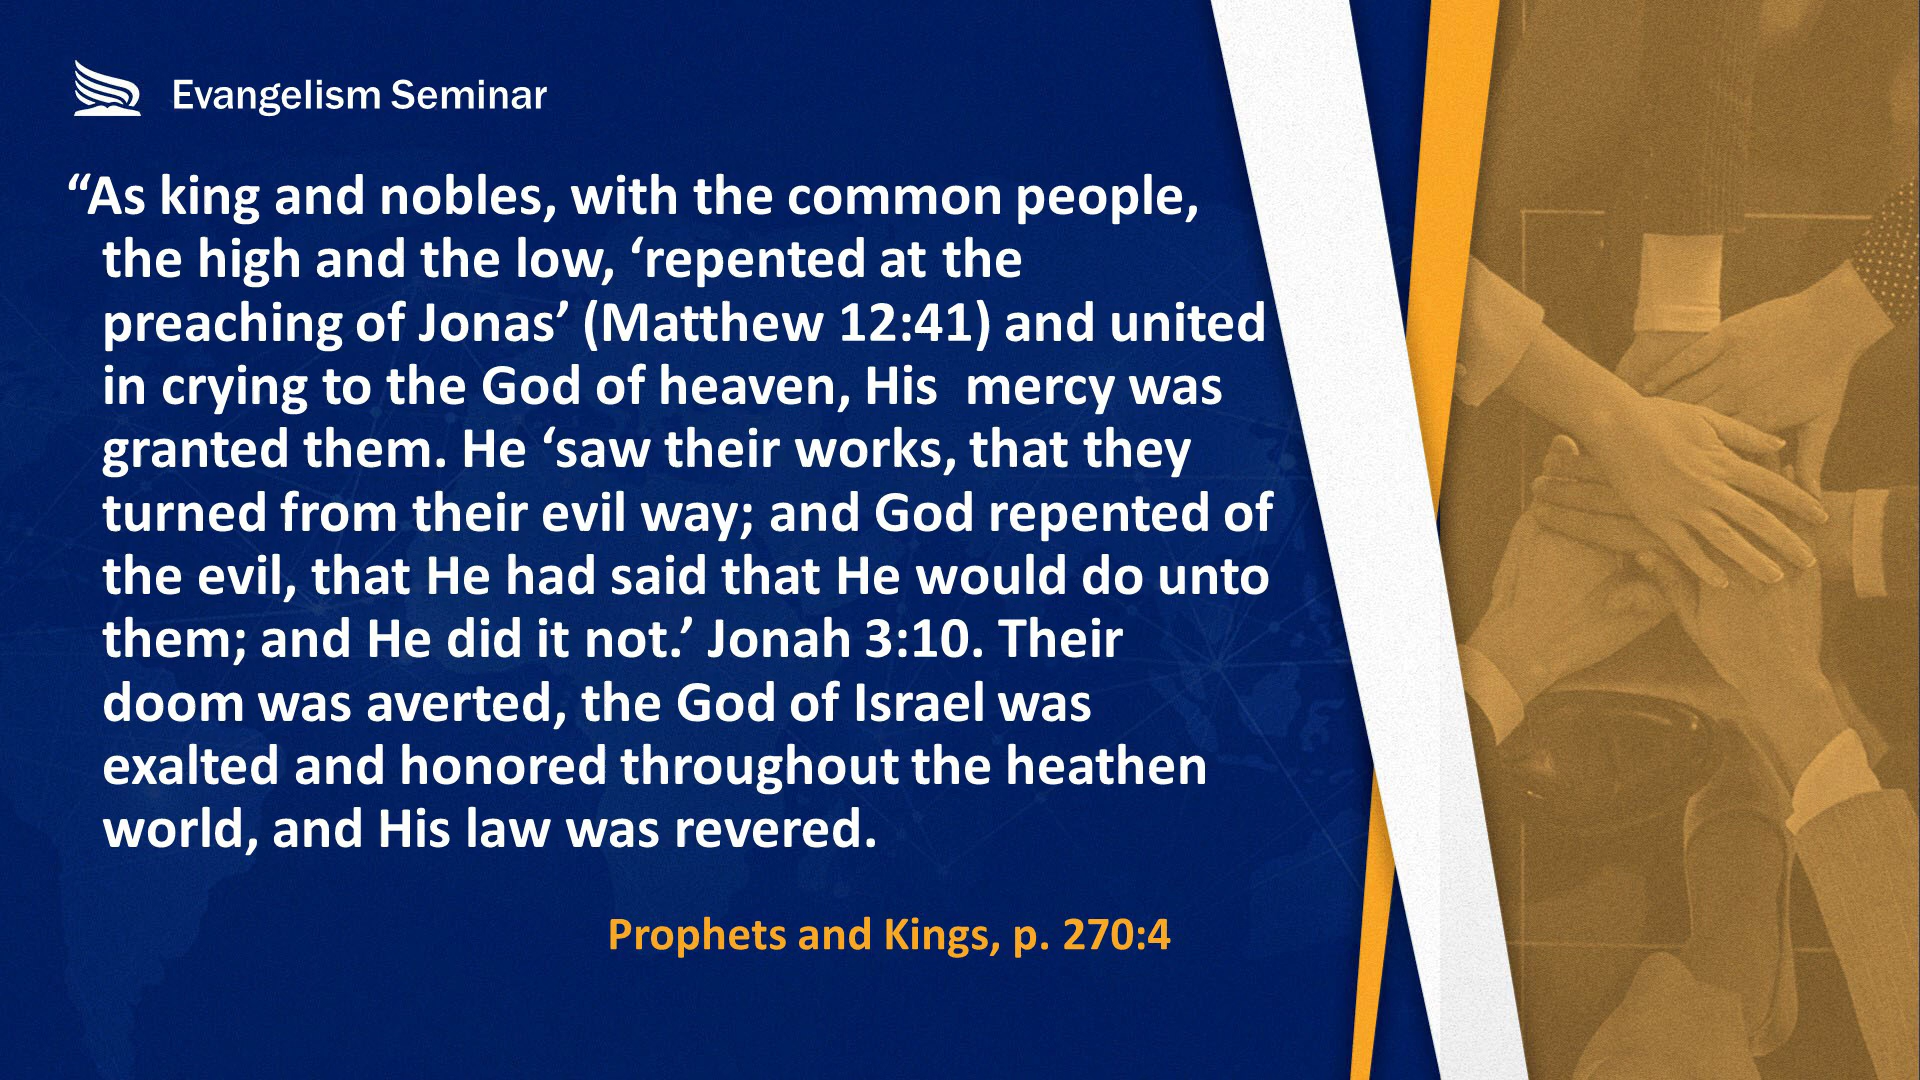 Evangelism Seminar
“As king and nobles, with the common people,
the high and the low, ‘repented at the
preaching of Jonas’ (Matthew 12:41) and united
in crying to the God of heaven, His  mercy was
granted them. He ‘saw their works, that they
turned from their evil way; and God repented of
the evil, that He had said that He would do unto
them; and He did it not.’ Jonah 3:10. Their
doom was averted, the God of Israel was
exalted and honored throughout the heathen
world, and His law was revered.
Prophets and Kings, p. 270:4